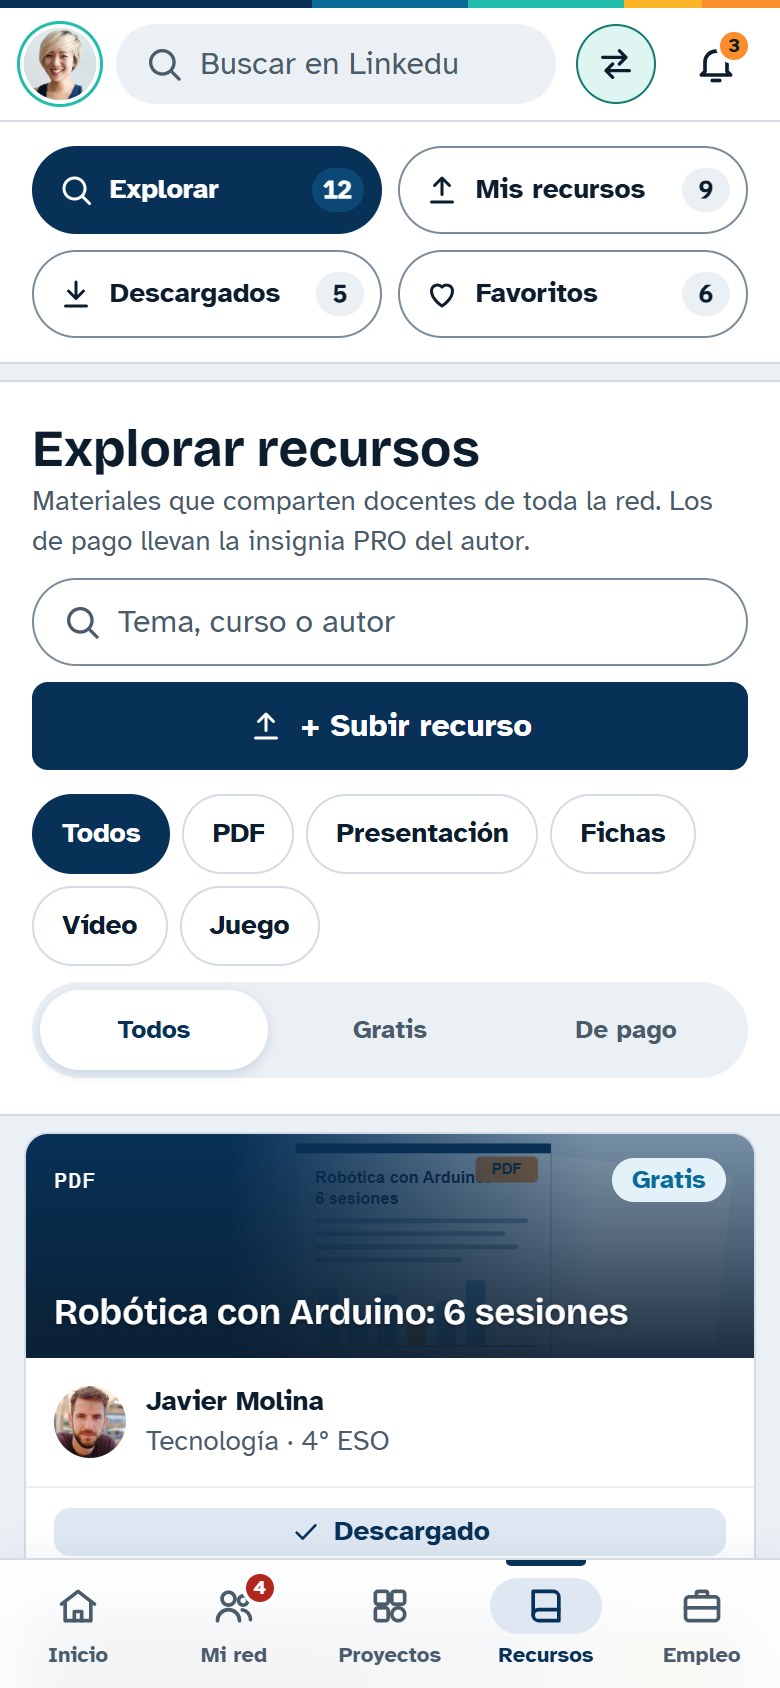 Buscar en Linkedu
3
Explorar 12
Mis recursos 9
Descargados 5
Favoritos 6
Explorar recursos
Materiales que comparten docentes de toda la red. Los
de pago llevan la insignia PRO del autor.
Tema, curso o autor
+ Subir recurso
Todos PDF Presentación Fichas
Vídeo Juego
Todos Gratis De pago
PDF
Robótica con Arduino:
PDF
6 sesiones
Gratis
Robótica con Arduino: 6 sesiones
Javier Molina
Tecnología · 4° ESO
Descargado
4
Inicio Mi red Proyectos Recursos Empleo